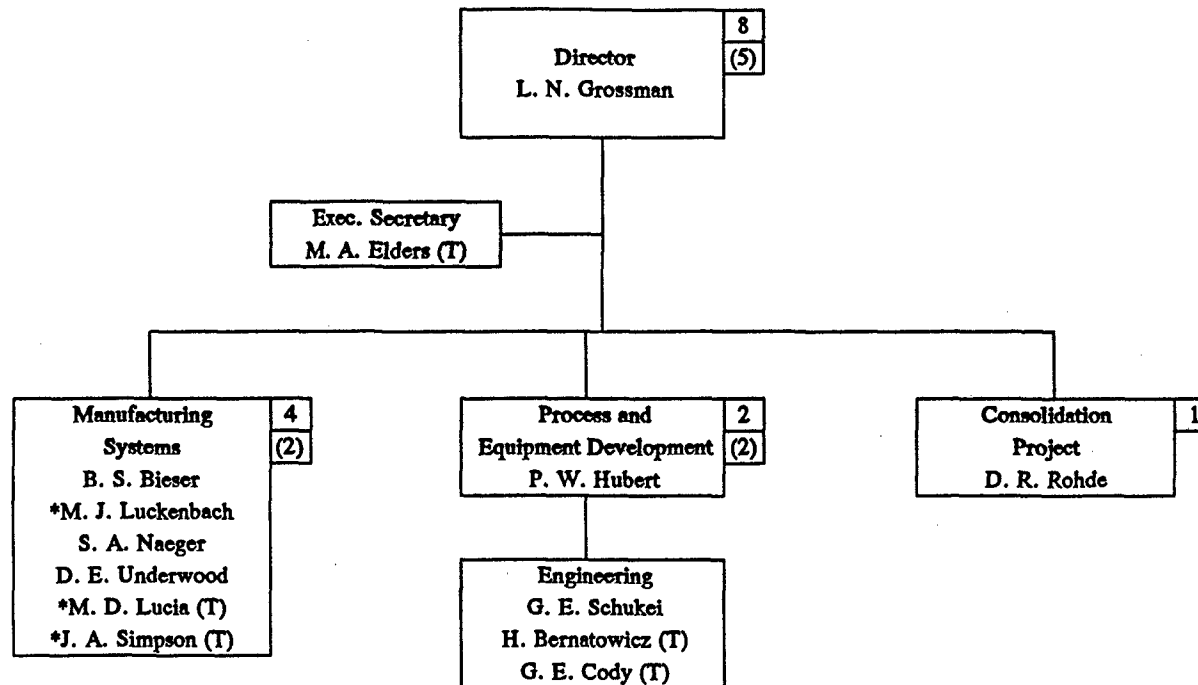 8
Director
(5)
L. N. Grossman
Exec. Secretary
M. A. Elders (T)
Manufacturing
4
Systems
(2)
B. S. Bieser
*M. J. Luckenbach
S. A. Naeger
D. E. Underwood
*M. D. Lucia (T)
*J. A. Simpson (T)
Process and
2
Equipment Development
(2)
P. W. Hubert
Engineering
G. E. Schukei
H. Bernatowicz (T)
G. E. Cody (T)
Consolidation
1
Project
D. R. Rohde